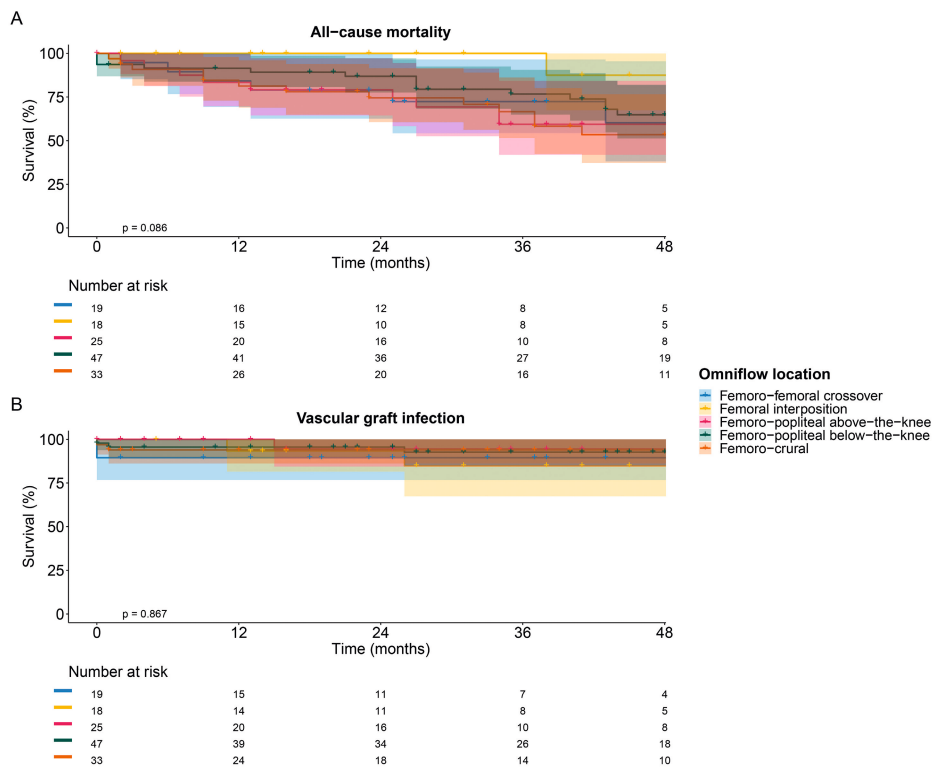 A
All−cause mortality
Survival (%)
100
75
50
25
0
p = 0.086
0 12 24 36 48
Time (months)
Number at risk
19 16 12 8 5
18 15 10 8 5
25 20 16 10 8
47 41 36 27 19
33 26 20 16 11
Omniflow location
Femoro−femoral crossover
Femoral interposition
Femoro−popliteal above−the−knee
Femoro−popliteal below−the−knee
Femoro−crural
B
Vascular graft infection
Survival (%)
100
75
50
25
0
p = 0.867
0 12 24 36 48
Time (months)
Number at risk
19 15 11 7 4
18 14 11 8 5
25 20 16 10 8
47 39 34 26 18
33 24 18 14 10